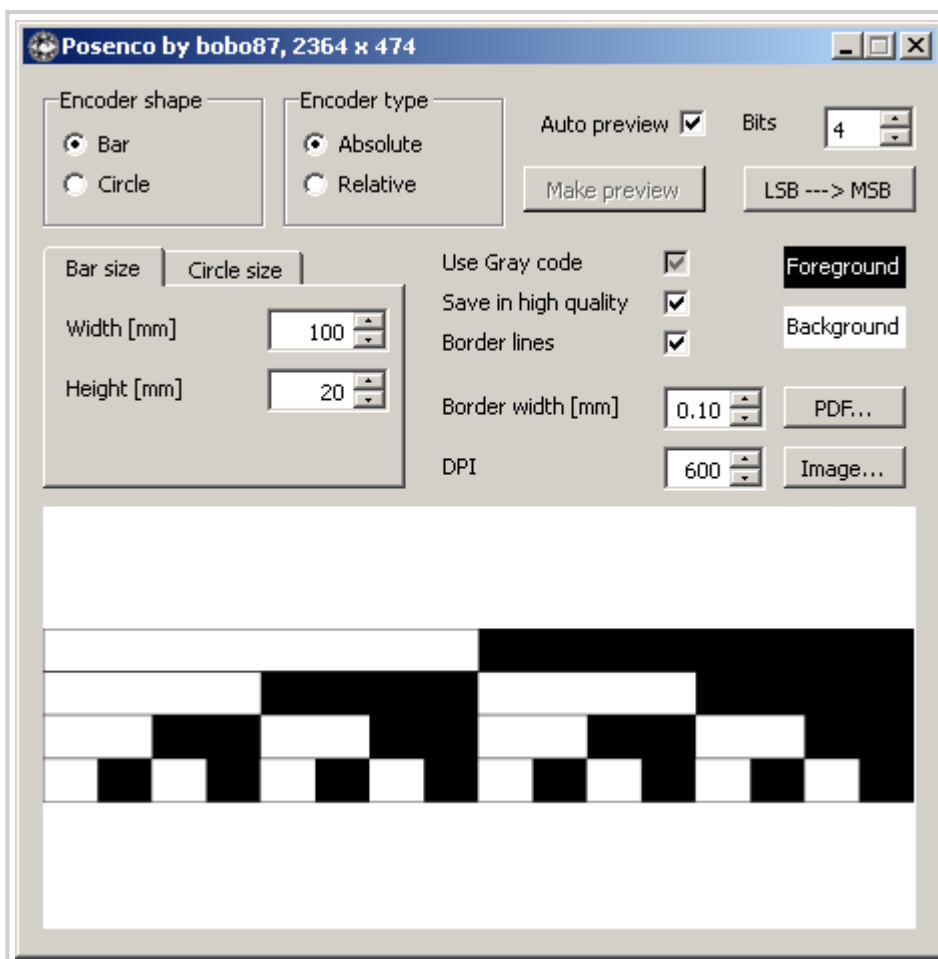 Posenco by bobo87, 2364 x 474
Encoder shape
Bar
Circle
Encoder type
Absolute
Relative
Auto preview
Bits
4
Make preview
LSB ---> MSB
Bar size
Circle size
Width [mm]
100
Height [mm]
20
Use Gray code
Save in high quality
Border lines
Border width [mm]
0.10
DPI
600
Foreground
Background
PDF...
Image...